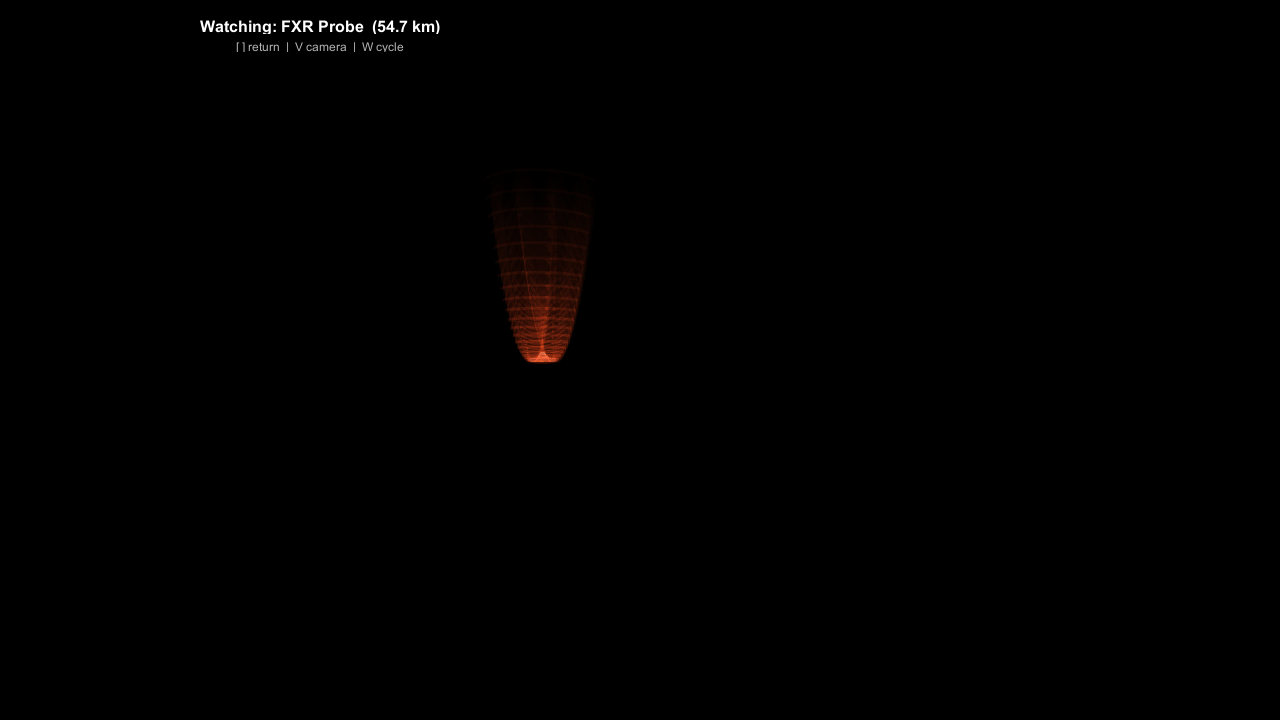 Watching: FXR Probe (54.7 km)
[ ] return | V camera | W cycle